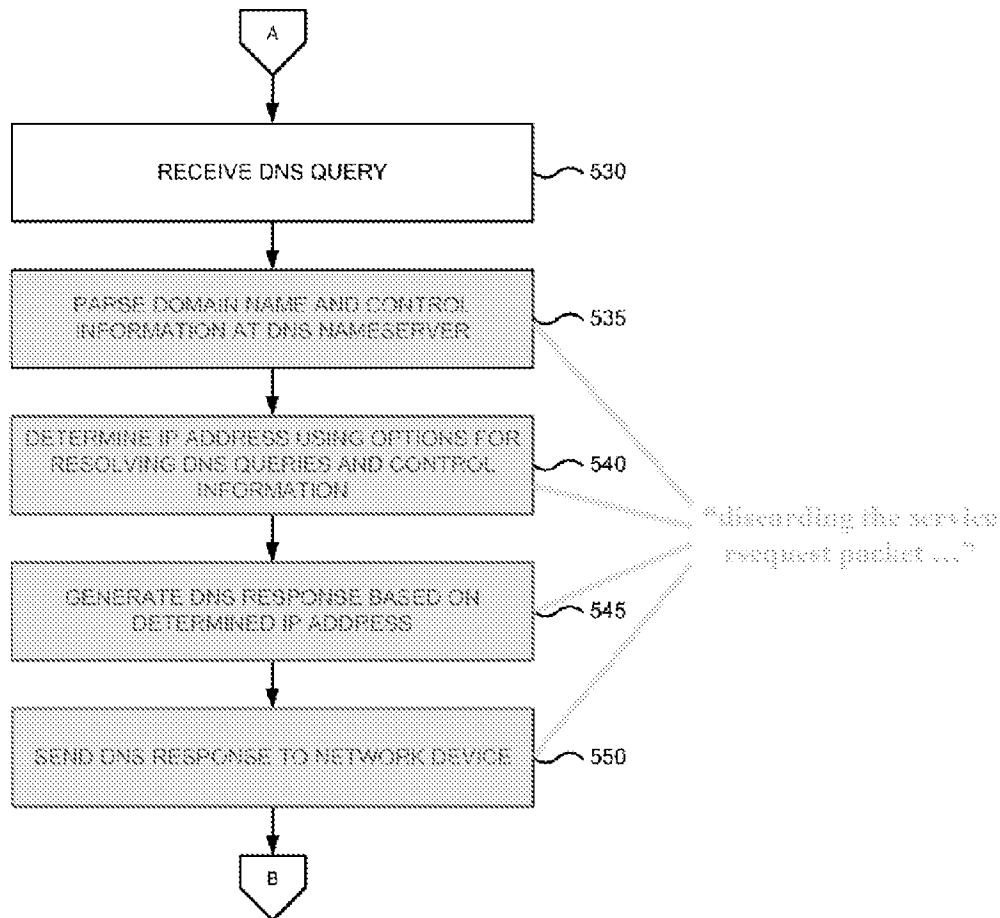 A
RECEIVE DNS QUERY
530
PARSE DOMAIN NAME AND CONTROL
INFORMATION AT DNS NAMESERVER
535
DETERMINE IP ADDRESS USING OPTIONS FOR
RESOLVING DNS QUERIES AND CONTROL
INFORMATION
540
"discarding the service
rsequest packet ..."
GENERATE DNS RESPONSE BASED ON
DETERMINED IP ADDRESS
545
SEND DNS RESPONSE TO NETWORK DEVICE
550
B